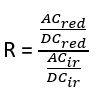 AC_red
DC_red
R =
AC_ir
DC_ir